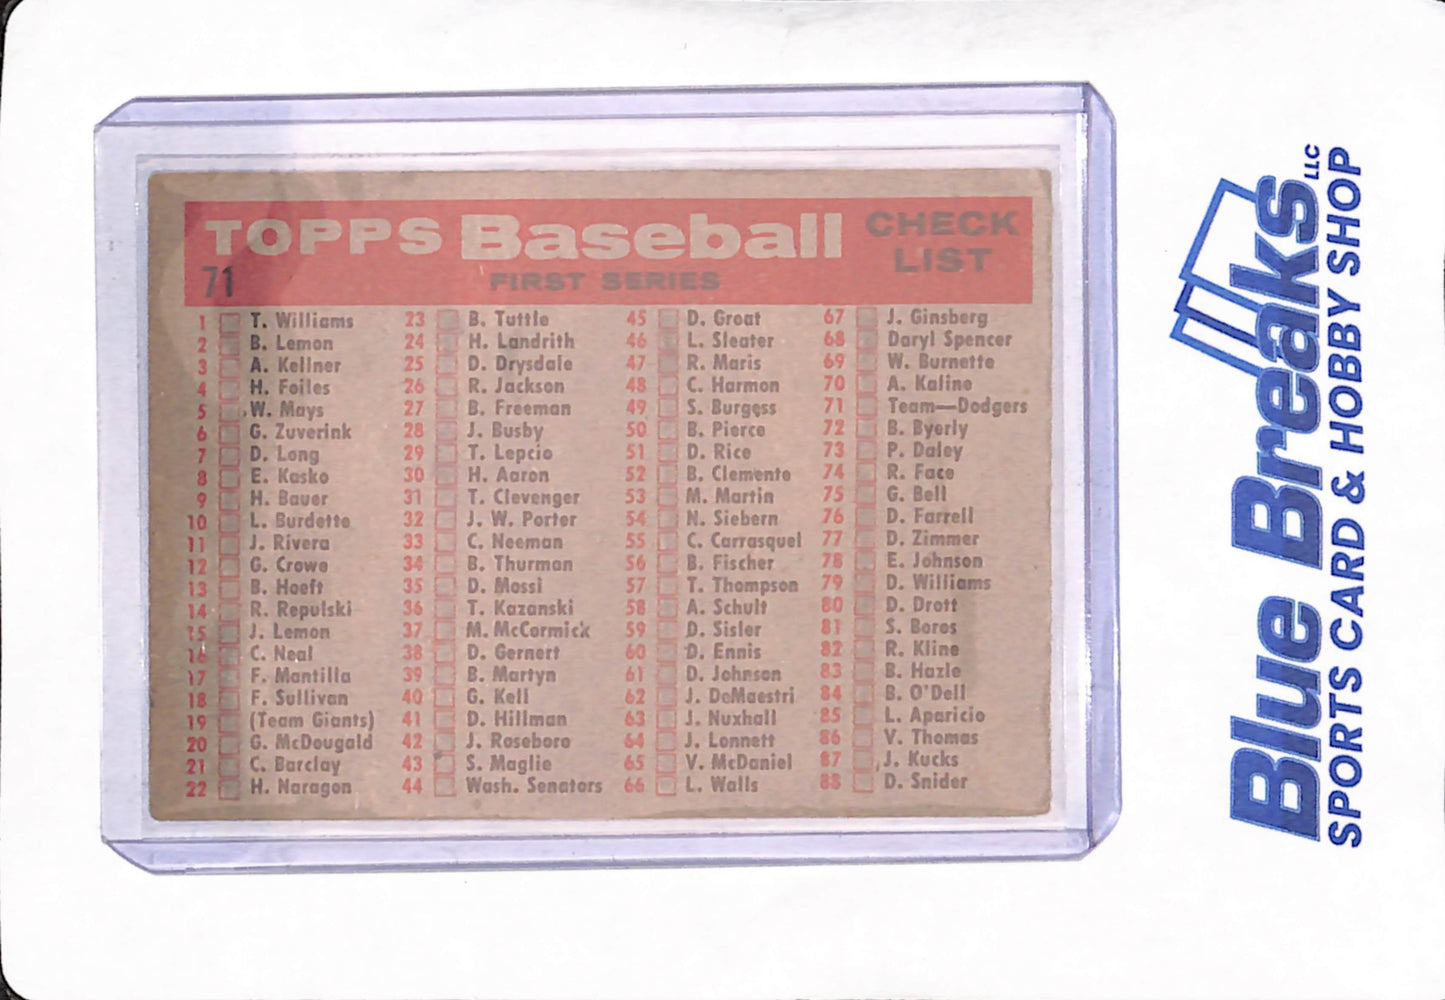 TOPPS Baseball CHECK LIST
71 FIRST SERIES
1 T. Williams
2 B. Lemon
3 A. Kellner
4 H. Foiles
5 W. Mays
6 G. Zuverink
7 D. Long
8 E. Kasko
9 H. Bauer
10 L. Burdette
11 J. Rivera
12 G. Crowe
13 B. Hoeft
14 R. Repulski
15 J. Lemon
16 C. Neal
17 F. Mantilla
18 F. Sullivan
19 (Team Giants)
20 G. McDougald
21 C. Barclay
22 H. Naragon
23 B. Tuttle
24 H. Landrith
25 D. Drysdale
26 R. Jackson
27 B. Freeman
28 J. Busby
29 T. Lepcio
30 H. Aaron
31 T. Clevenger
32 J. W. Porter
33 C. Neeman
34 B. Thurman
35 D. Mossi
36 T. Kazanski
37 M. McCormick
38 D. Gernert
39 B. Martyn
40 G. Kell
41 D. Hillman
42 J. Roseboro
43 S. Maglie
44 Wash. Senators
45 D. Groat
46 L. Sleater
47 R. Maris
48 C. Harmon
49 S. Burgess
50 B. Pierce
51 D. Rice
52 B. Clemente
53 M. Martin
54 N. Siebern
55 C. Carrasquel
56 B. Fischer
57 T. Thompson
58 A. Schult
59 D. Sisler
60 D. Ennis
61 D. Johnson
62 J. DeMaestri
63 J. Nuxhall
64 J. Lonnett
65 V. McDaniel
66 L. Walls
67 J. Ginsberg
68 Daryl Spencer
69 W. Burnette
70 A. Kaline
71 Team—Dodgers
72 B. Byerly
73 P. Daley
74 R. Face
75 G. Bell
76 D. Farrell
77 D. Zimmer
78 E. Johnson
79 D. Williams
80 D. Drott
81 S. Boros
82 R. Kline
83 B. Hazle
84 B. O'Dell
85 L. Aparicio
86 V. Thomas
87 J. Kucks
88 D. Snider
Blue Breaks LLC
SPORTS CARD & HOBBY SHOP